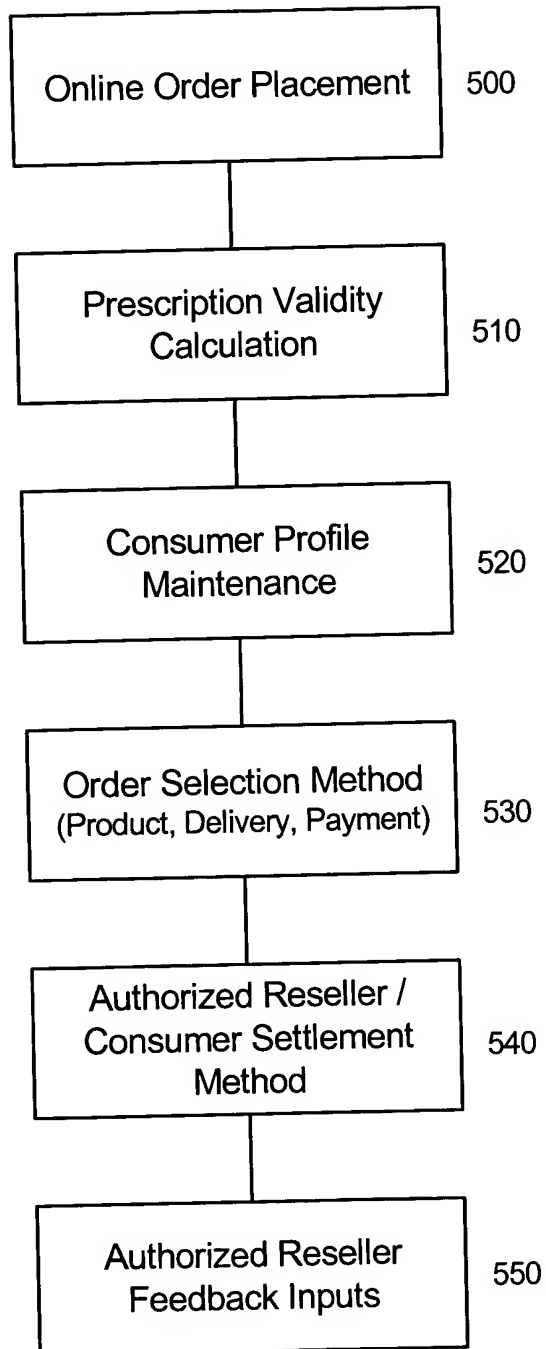 Online Order Placement
500
Prescription Validity
Calculation
510
Consumer Profile
Maintenance
520
Order Selection Method
(Product, Delivery, Payment)
530
Authorized Reseller /
Consumer Settlement
Method
540
Authorized Reseller
Feedback Inputs
550